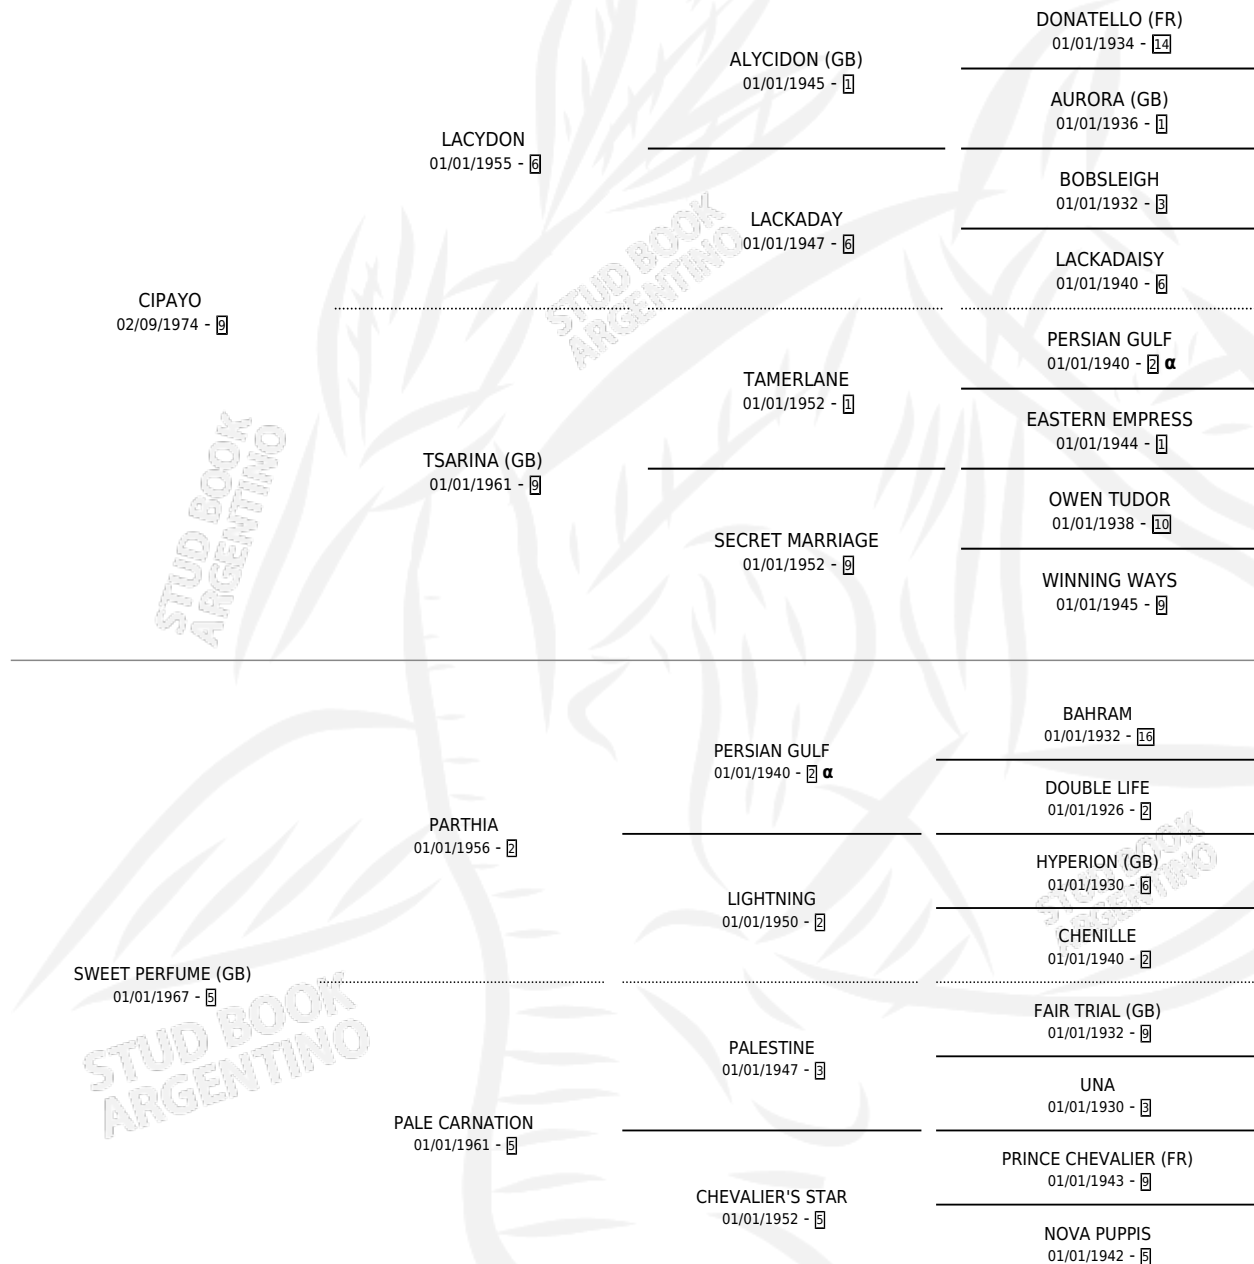 DONATELLO (FR)
01/01/1934 - 14
ALYCIDON (GB)
01/01/1945 - 1
AURORA (GB)
01/01/1936 - 1
LACYDON
01/01/1955 - 6
BOBSLEIGH
01/01/1932 - 3
LACKADAY
01/01/1947 - 6
LACKADAISY
01/01/1940 - 6
CIPAYO
02/09/1974 - 9
PERSIAN GULF
01/01/1940 - 2 α
TAMERLANE
01/01/1952 - 1
EASTERN EMPRESS
01/01/1944 - 1
TSARINA (GB)
01/01/1961 - 9
OWEN TUDOR
01/01/1938 - 10
SECRET MARRIAGE
01/01/1952 - 9
WINNING WAYS
01/01/1945 - 9
BAHRAM
01/01/1932 - 16
PERSIAN GULF
01/01/1940 - 2 α
DOUBLE LIFE
01/01/1926 - 2
PARTHIA
01/01/1956 - 2
HYPERION (GB)
01/01/1930 - 6
LIGHTNING
01/01/1950 - 2
CHENILLE
01/01/1940 - 2
SWEET PERFUME (GB)
01/01/1967 - 5
FAIR TRIAL (GB)
01/01/1932 - 9
PALESTINE
01/01/1947 - 3
UNA
01/01/1930 - 3
PALE CARNATION
01/01/1961 - 5
PRINCE CHEVALIER (FR)
01/01/1943 - 9
CHEVALIER'S STAR
01/01/1952 - 5
NOVA PUPPIS
01/01/1942 - 5
STUD BOOK
ARGENTINO
STUD BOOK
ARGENTINO
STUD BOOK
ARGENTINO
STUD BOOK
ARGENTINO